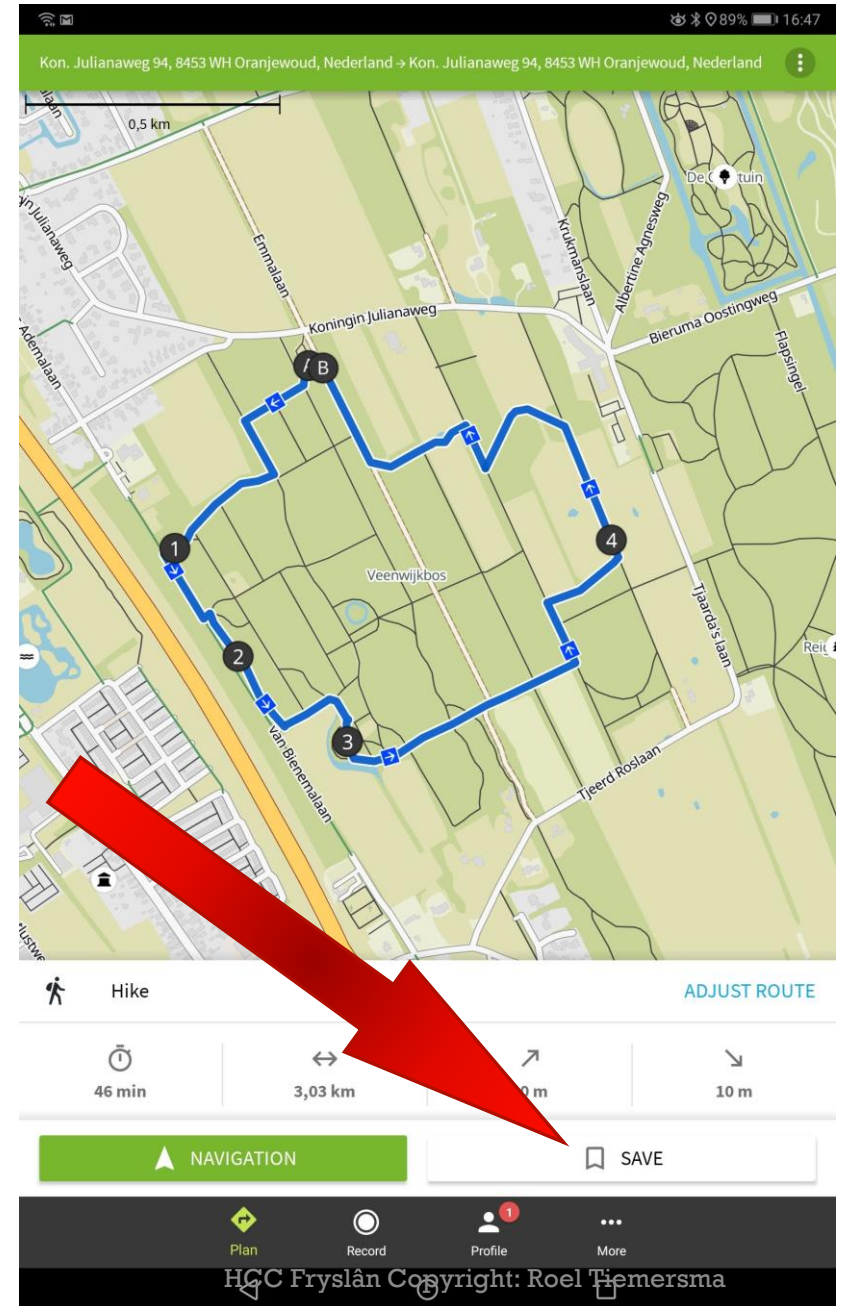 89% 16:47
Kon. Julianaweg 94, 8453 WH Oranjewoud, Nederland → Kon. Julianaweg 94, 8453 WH Oranjewoud, Nederland
0,5 km
De
tuin
Julianaweg
Emmalaan
Krukmanslaan
Albertine Agnesweg
Koningin Julianaweg
Bieruma Oostingweg
Flapsingel
Ademalaan
B
1
4
Veenwijkbos
Tjaarda's laan
2
3
van Bienemalaan
Tjeerd Roslaan
Hike
ADJUST ROUTE
46 min
3,03 km
m
10 m
NAVIGATION
SAVE
1
Plan
Record
Profile
More
HCC Fryslân Copyright: Roel Tiemersma